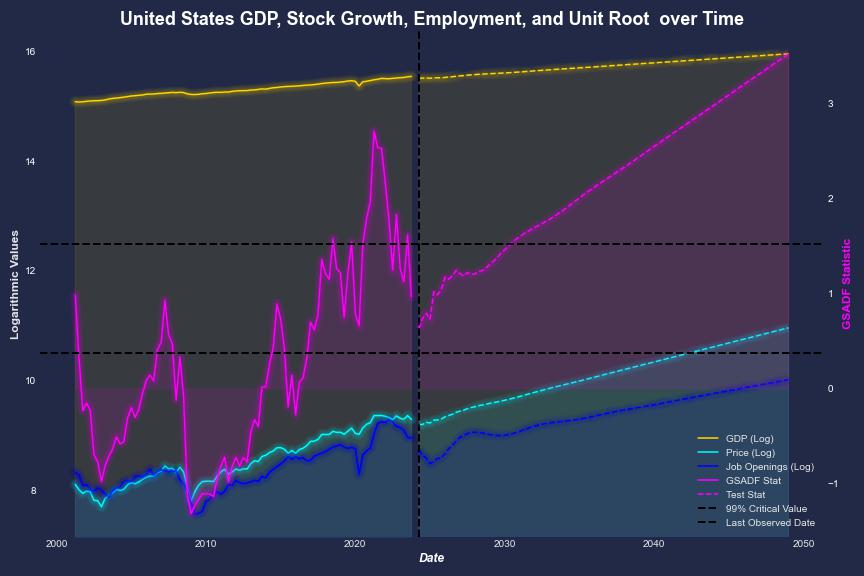 United States GDP, Stock Growth, Employment, and Unit Root  over Time
16
14
12
10
8
Logarithmic Values
3
2
1
0
−1
GSADF Statistic
GDP (Log)
Price (Log)
Job Openings (Log)
GSADF Stat
Test Stat
99% Critical Value
Last Observed Date
2000 2010 2020 2030 2040 2050
Date